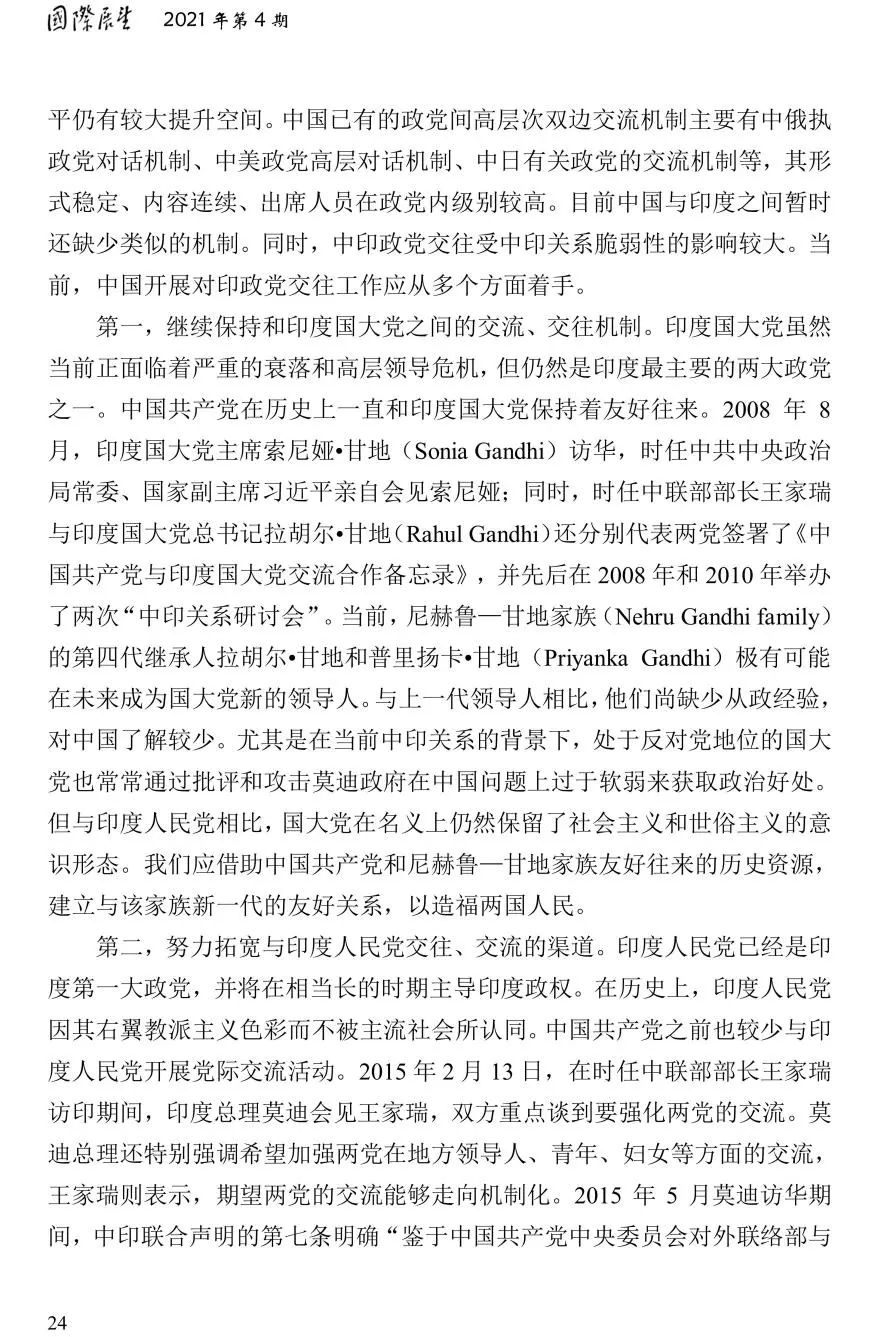 國際展望 2021 年第 4 期
平仍有较大提升空间。中国已有的政党间高层次双边交流机制主要有中俄执
政党对话机制、中美政党高层对话机制、中日有关政党的交流机制等，其形
式稳定、内容连续、出席人员在政党内级别较高。目前中国与印度之间暂时
还缺少类似的机制。同时，中印政党交往受中印关系脆弱性的影响较大。当
前，中国开展对印政党交往工作应从多个方面着手。
第一，继续保持和印度国大党之间的交流、交往机制。印度国大党虽然
当前正面临着严重的衰落和高层领导危机，但仍然是印度最主要的两大政党
之一。中国共产党在历史上一直和印度国大党保持着友好往来。2008 年 8
月，印度国大党主席索尼娅•甘地（Sonia Gandhi）访华，时任中共中央政治
局常委、国家副主席习近平亲自会见索尼娅；同时，时任中联部部长王家瑞
与印度国大党总书记拉胡尔•甘地（Rahul Gandhi）还分别代表两党签署了《中
国共产党与印度国大党交流合作备忘录》，并先后在 2008 年和 2010 年举办
了两次“中印关系研讨会”。当前，尼赫鲁—甘地家族（Nehru Gandhi family）
的第四代继承人拉胡尔•甘地和普里扬卡•甘地（Priyanka Gandhi）极有可能
在未来成为国大党新的领导人。与上一代领导人相比，他们尚缺少从政经验，
对中国了解较少。尤其是在当前中印关系的背景下，处于反对党地位的国大
党也常常通过批评和攻击莫迪政府在中国问题上过于软弱来获取政治好处。
但与印度人民党相比，国大党在名义上仍然保留了社会主义和世俗主义的意
识形态。我们应借助中国共产党和尼赫鲁—甘地家族友好往来的历史资源，
建立与该家族新一代的友好关系，以造福两国人民。
第二，努力拓宽与印度人民党交往、交流的渠道。印度人民党已经是印
度第一大政党，并将在相当长的时期主导印度政权。在历史上，印度人民党
因其右翼教派主义色彩而不被主流社会所认同。中国共产党之前也较少与印
度人民党开展党际交流活动。2015 年 2 月 13 日，在时任中联部部长王家瑞
访印期间，印度总理莫迪会见王家瑞，双方重点谈到要强化两党的交流。莫
迪总理还特别强调希望加强两党在地方领导人、青年、妇女等方面的交流，
王家瑞则表示，期望两党的交流能够走向机制化。2015 年 5 月莫迪访华期
间，中印联合声明的第七条明确“鉴于中国共产党中央委员会对外联络部与
24